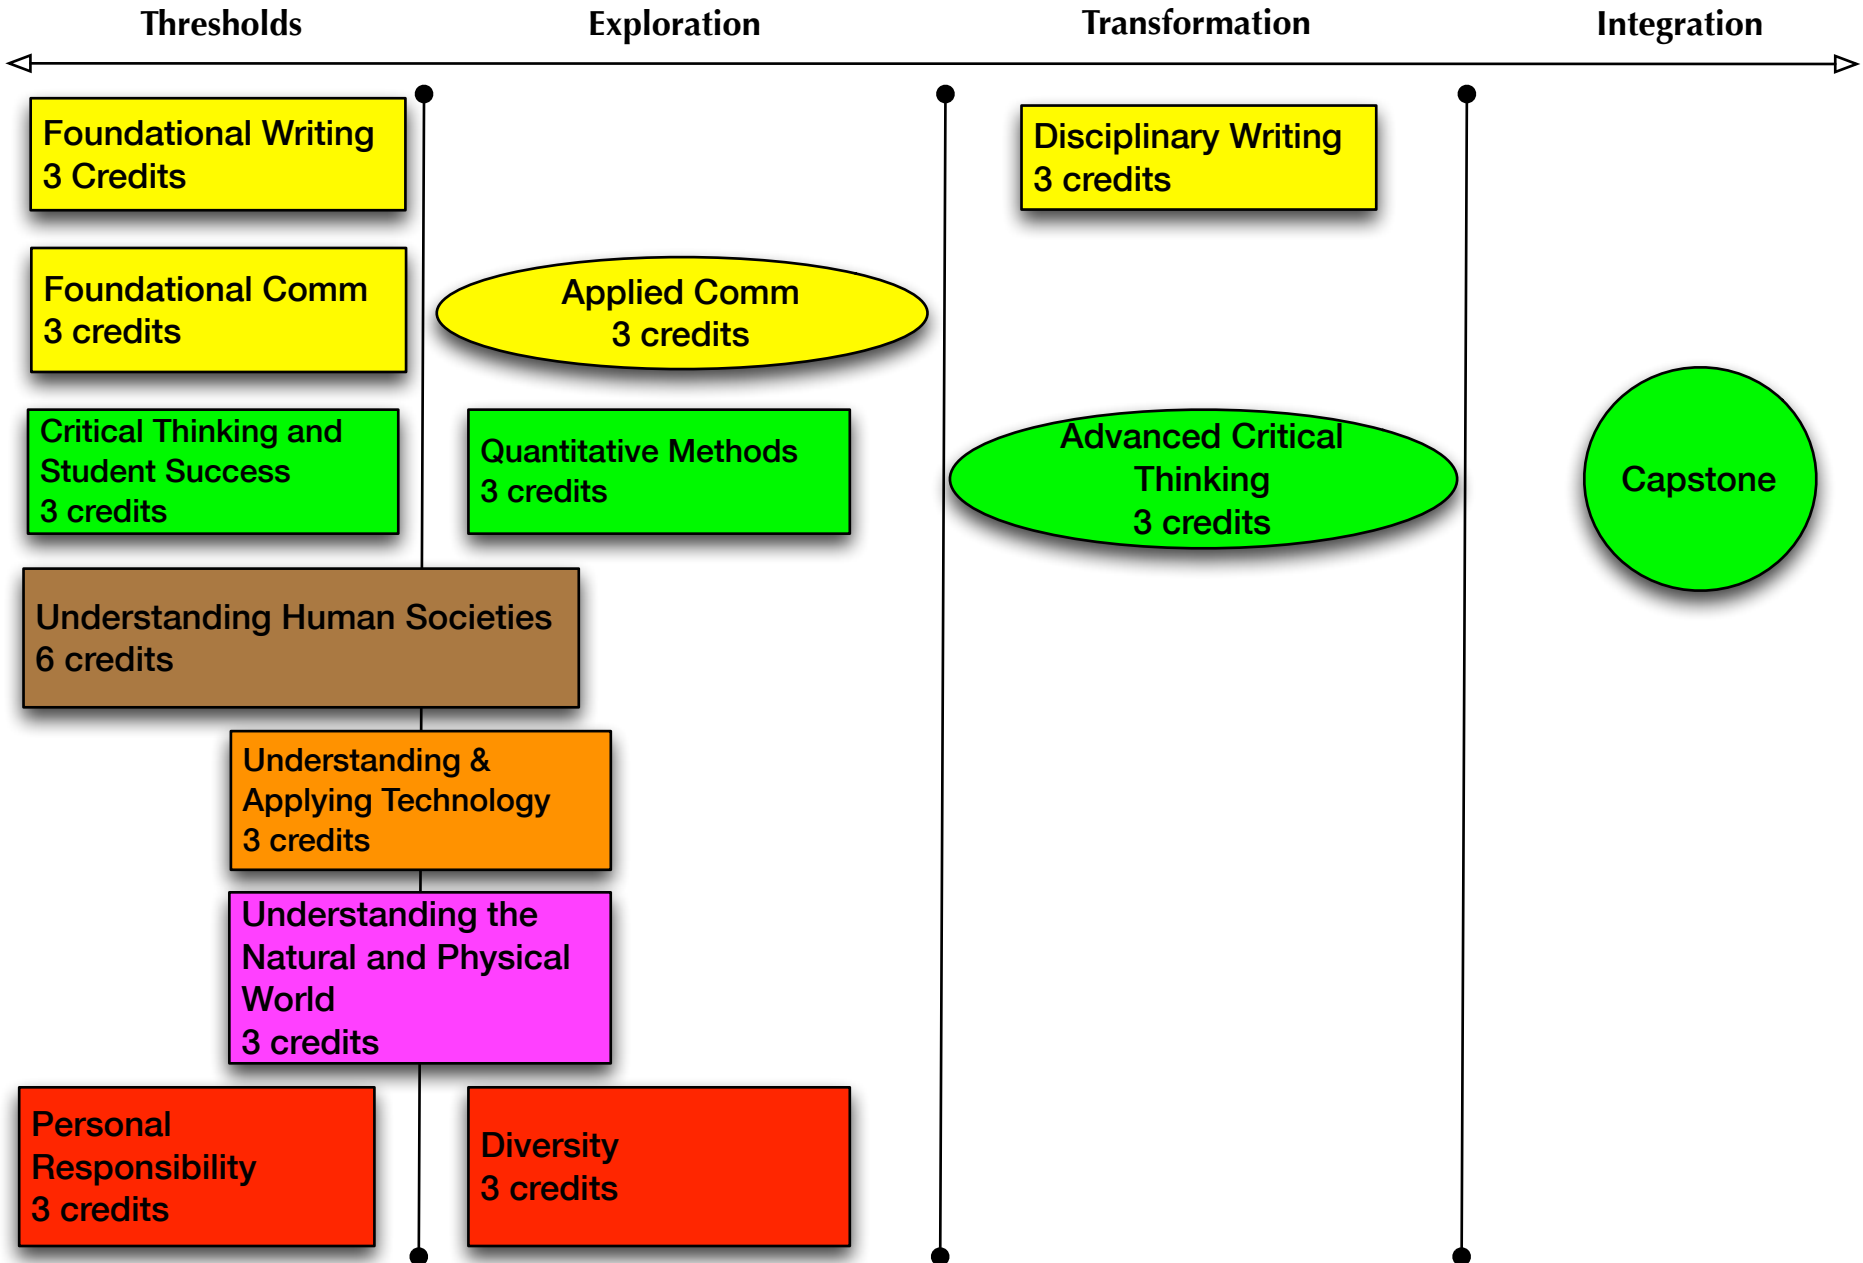 Thresholds
Exploration
Transformation
Integration
Foundational Writing
3 Credits
Disciplinary Writing
3 credits
Foundational Comm
3 credits
Applied Comm
3 credits
Critical Thinking and
Student Success
3 credits
Quantitative Methods
3 credits
Advanced Critical
Thinking
3 credits
Capstone
Understanding Human Societies
6 credits
Understanding &
Applying Technology
3 credits
Understanding the
Natural and Physical
World
3 credits
Personal
Responsibility
3 credits
Diversity
3 credits